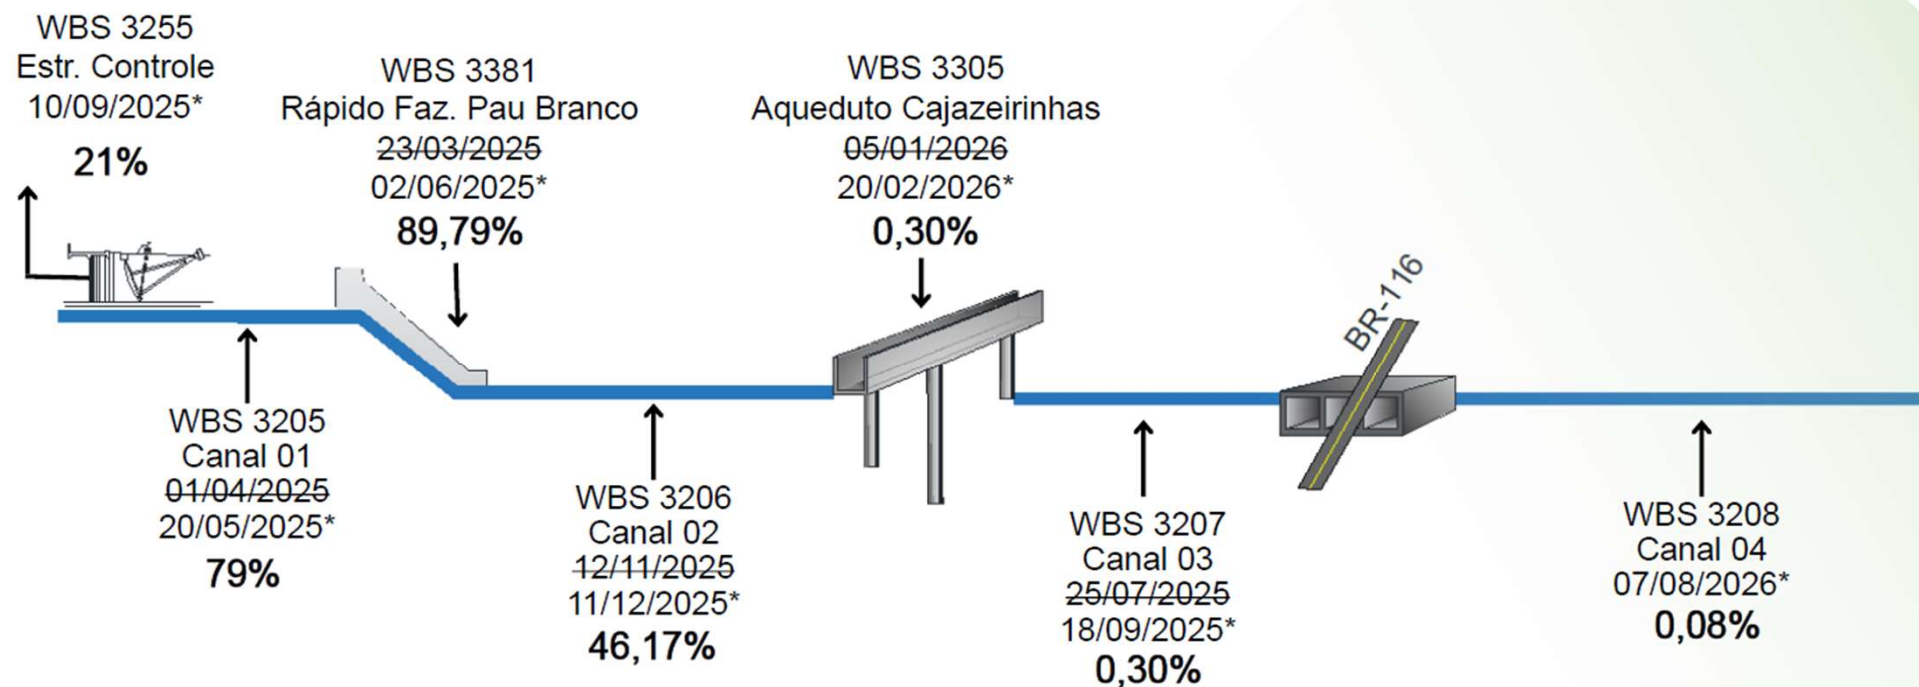 WBS 3255
Estr. Controle
10/09/2025*
21%
WBS 3381
Rápido Faz. Pau Branco
23/03/2025
02/06/2025*
89,79%
WBS 3305
Aqueduto Cajazeirinhas
05/01/2026
20/02/2026*
0,30%
BR-116
WBS 3205
Canal 01
01/04/2025
20/05/2025*
79%
WBS 3206
Canal 02
12/11/2025
11/12/2025*
46,17%
WBS 3207
Canal 03
25/07/2025
18/09/2025*
0,30%
WBS 3208
Canal 04
07/08/2026*
0,08%